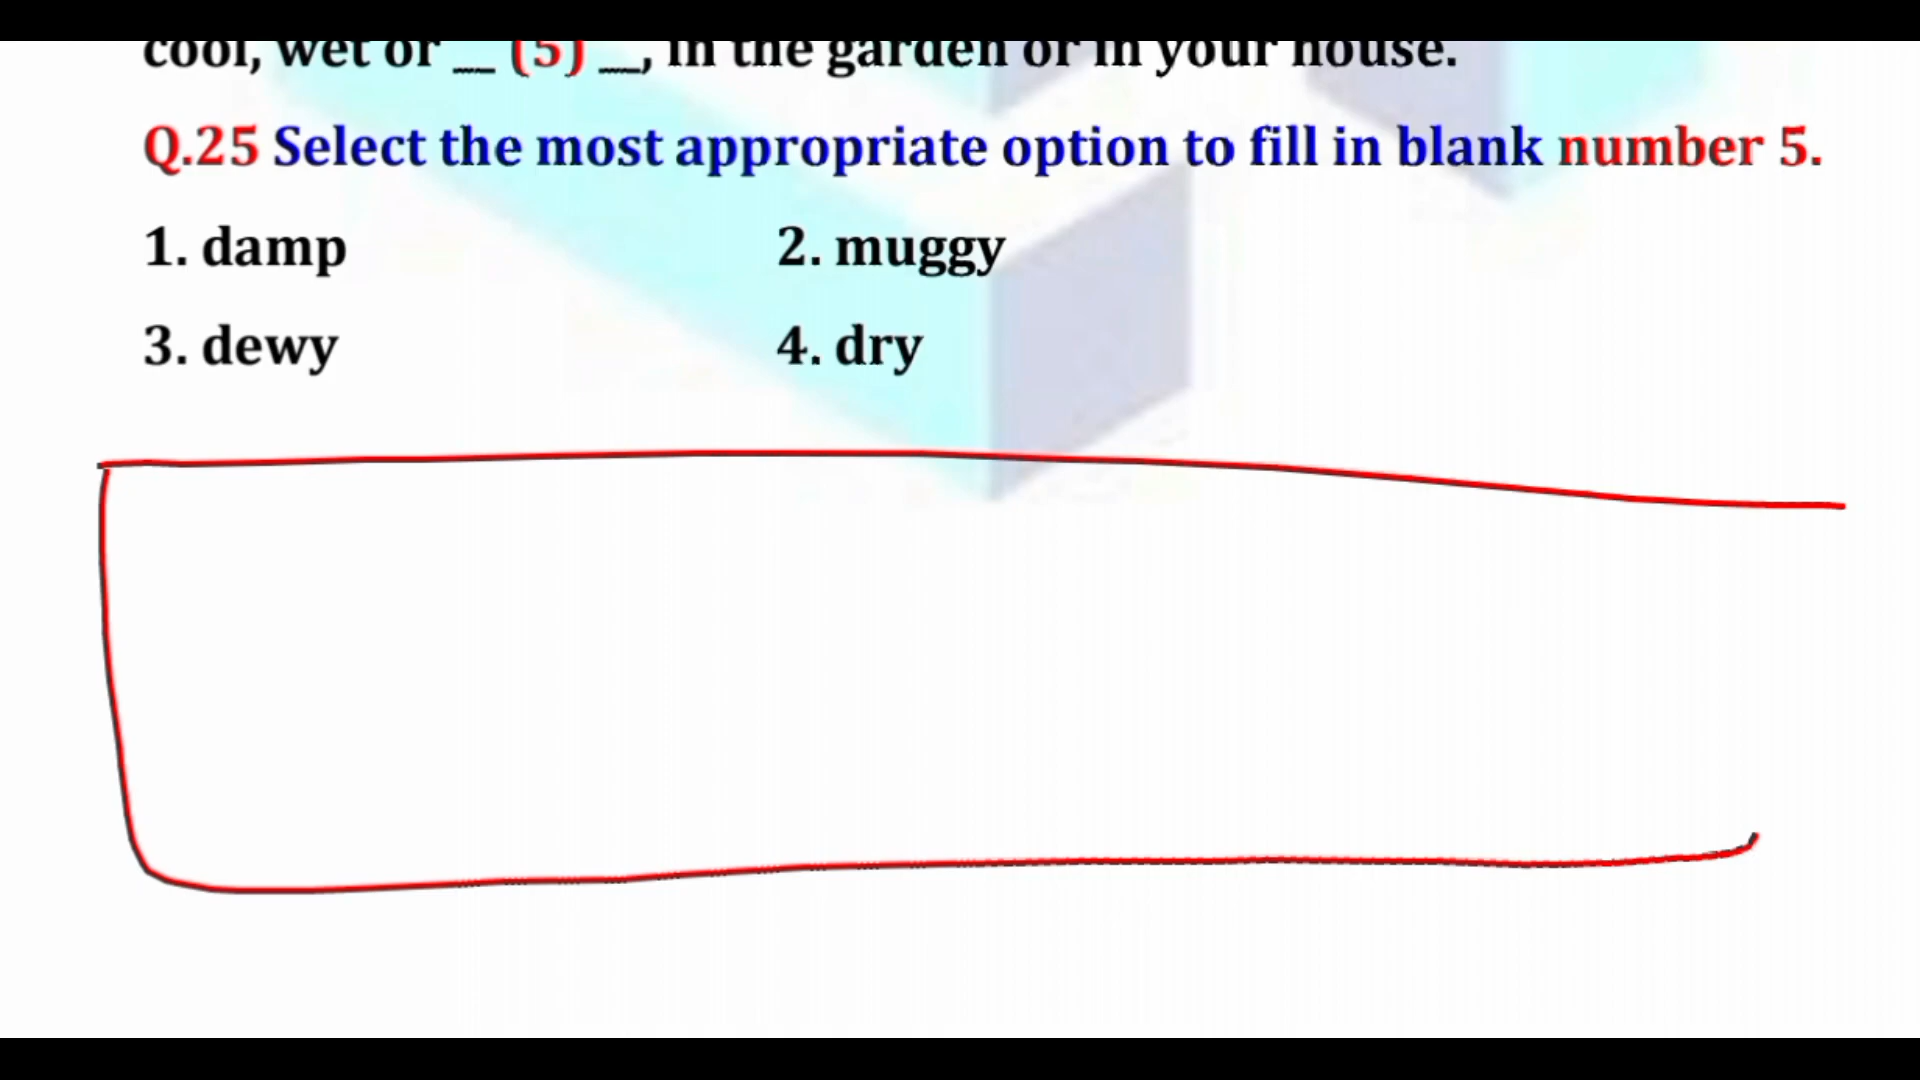 cool, wet or __ (5) __, in the garden or in your house.
Q.25 Select the most appropriate option to fill in blank number 5.
1. damp 2. muggy
3. dewy 4. dry